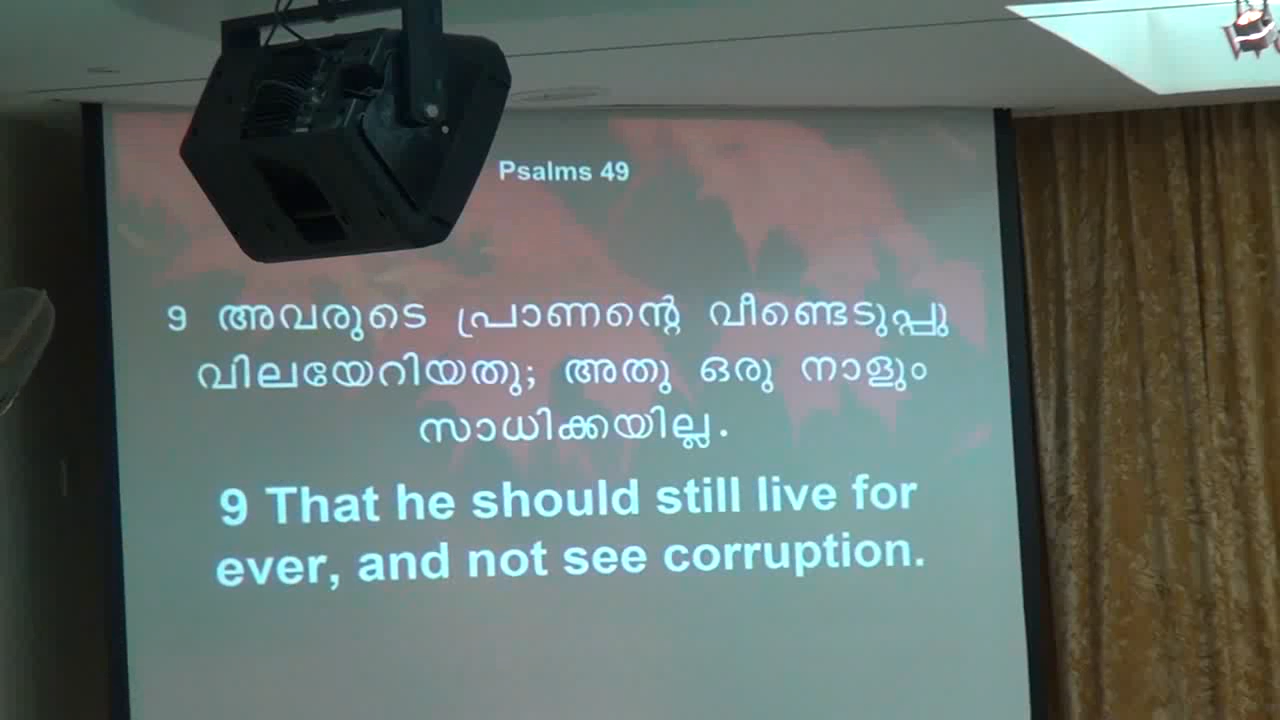 Psalms 49
9 അവരുടെ പ്രാണന്റെ വീണ്ടെടുപ്പു
വിലയേറിയതു; അതു ഒരു നാളും
സാധിക്കയില്ല.
9 That he should still live for
ever, and not see corruption.